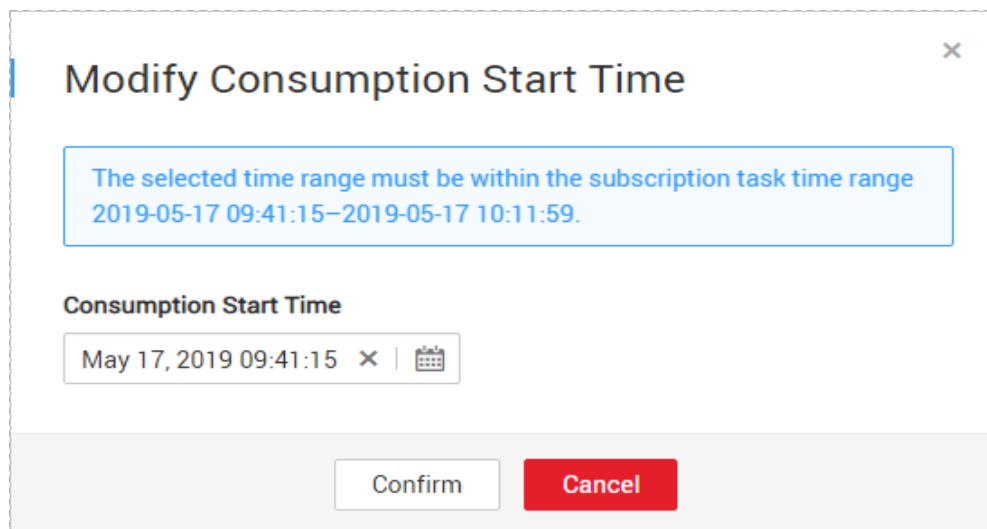 Modify Consumption Start Time
The selected time range must be within the subscription task time range
2019-05-17 09:41:15–2019-05-17 10:11:59.
Consumption Start Time
May 17, 2019 09:41:15
Confirm
Cancel